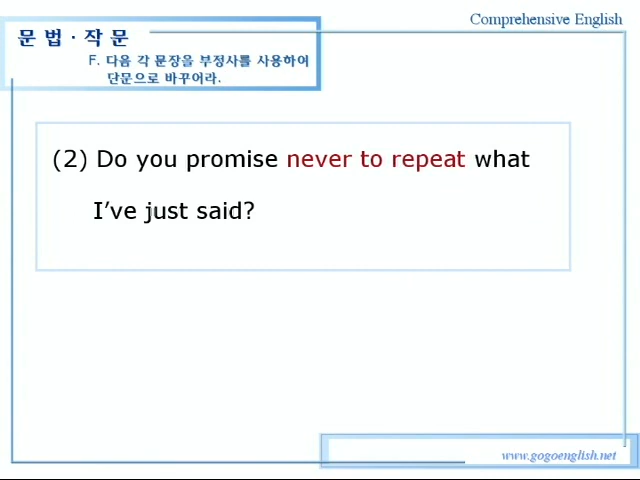 Comprehensive English
문 법 · 작 문
F. 다음 각 문장을 부정사를 사용하여
단문으로 바꾸어라.
(2) Do you promise never to repeat what
I've just said?
www.gogoenglish.net